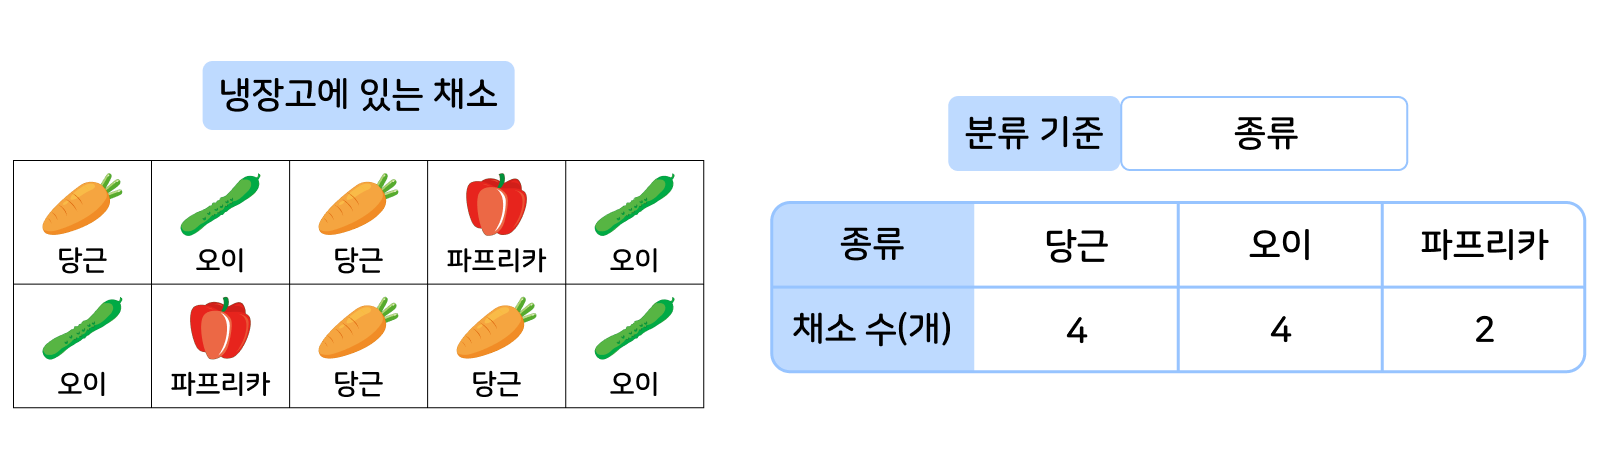 냉장고에 있는 채소
당근 오이 당근 파프리카 오이
오이 파프리카 당근 당근 오이
분류 기준 종류
종류 당근 오이 파프리카
채소 수(개) 4 4 2